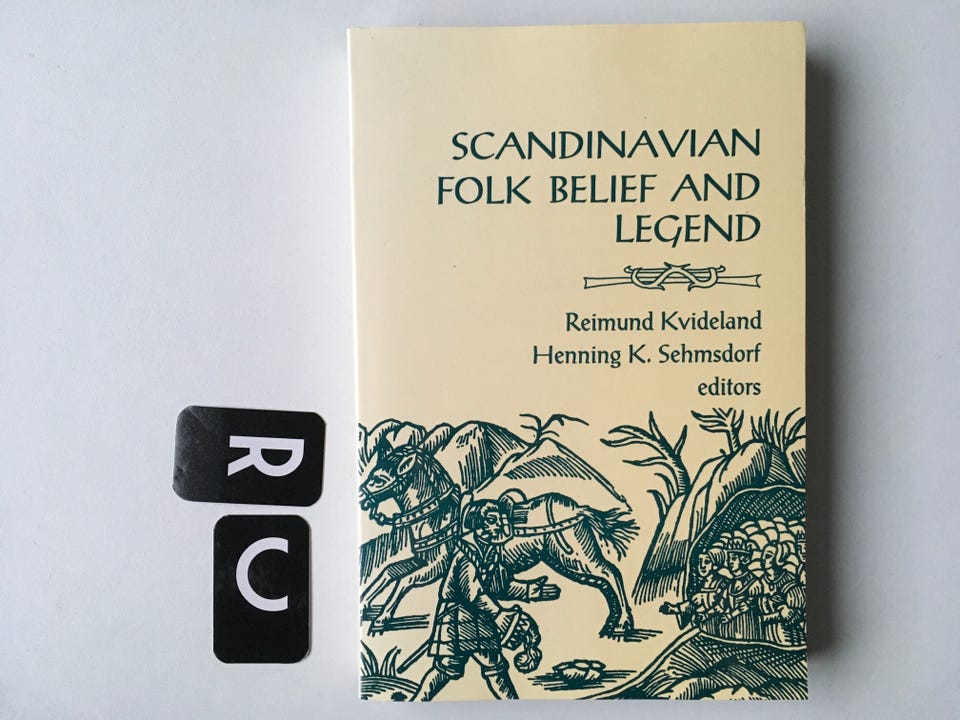 SCANDINAVIAN
FOLK BELIEF AND
LEGEND
Reimund Kvideland
Henning K. Sehmsdorf
editors
R
C